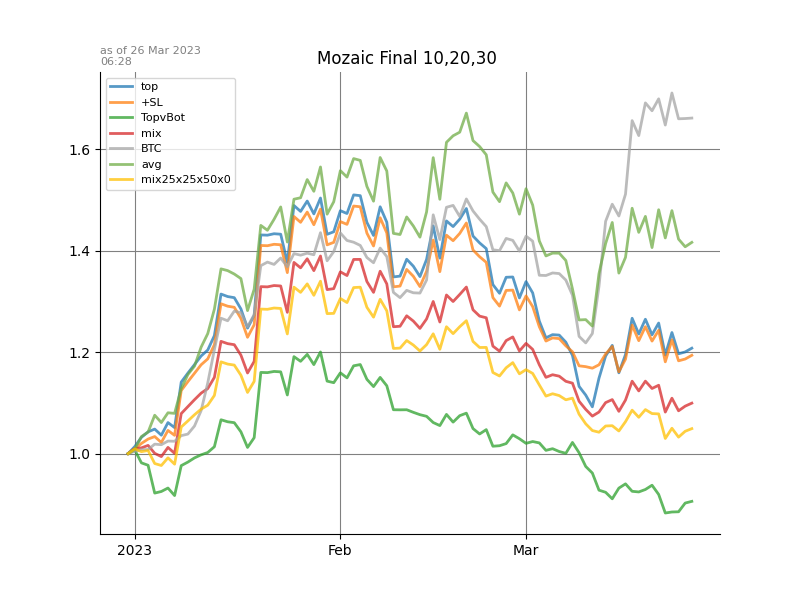 as of 26 Mar 2023
06:28
Mozaic Final 10,20,30
top
+SL
TopvBot
mix
BTC
avg
mix25x25x50x0
1.6
1.4
1.2
1.0
2023 Feb Mar